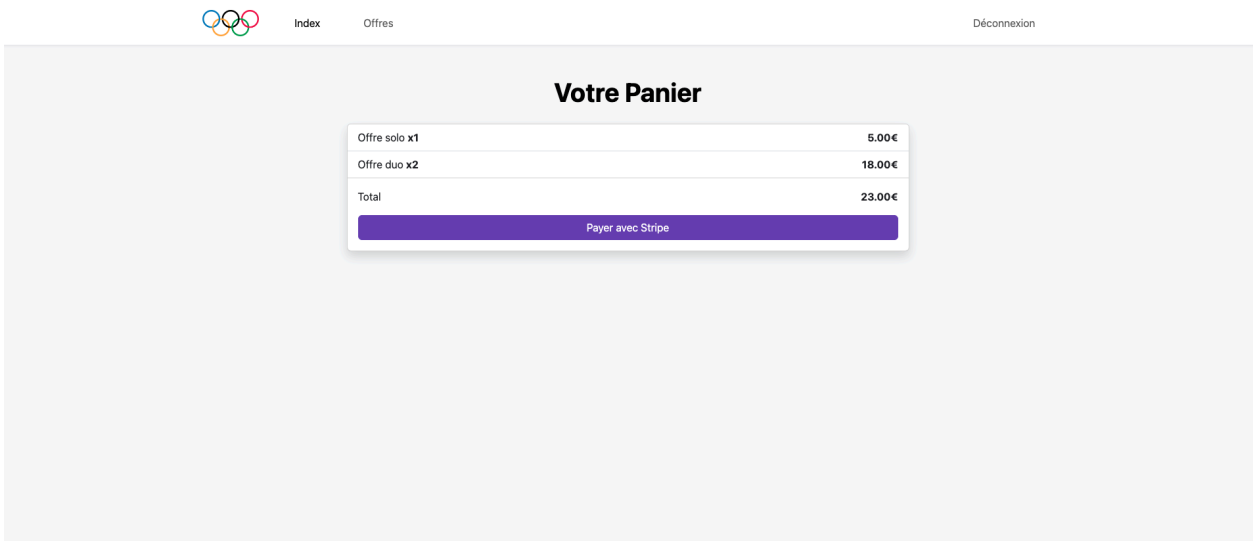 Index Offres Déconnexion
Votre Panier
Offre solo x1 5.00€
Offre duo x2 18.00€
Total 23.00€
Payer avec Stripe